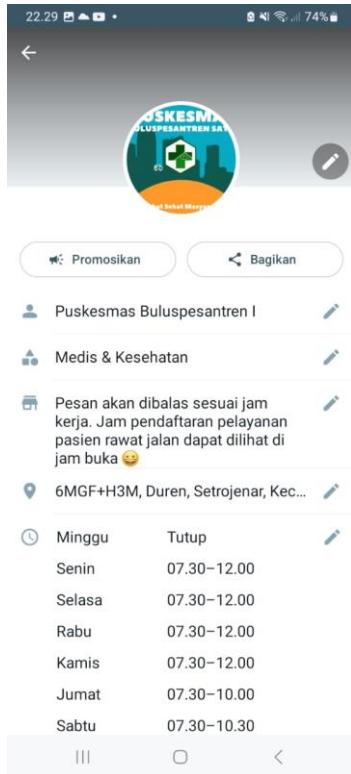 22.29
74%
PUSKESMA
BULUSPESANTREN SAT
Promosikan
Bagikan
Puskesmas Buluspesantren I
Medis & Kesehatan
Pesan akan dibalas sesuai jam
kerja. Jam pendaftaran pelayanan
pasien rawat jalan dapat dilihat di
jam buka 😄
6MGF+H3M, Duren, Setrojenar, Kec...
Minggu Tutup
Senin 07.30–12.00
Selasa 07.30–12.00
Rabu 07.30–12.00
Kamis 07.30–12.00
Jumat 07.30–10.00
Sabtu 07.30–10.30